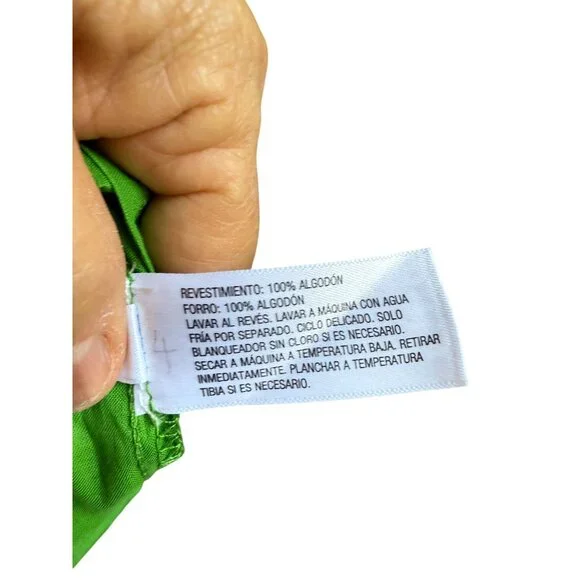 REVESTIMIENTO: 100% ALGODÓN
FORRO: 100% ALGODÓN
LAVAR AL REVÉS. LAVAR A MÁQUINA CON AGUA
FRÍA POR SEPARADO. CICLO DELICADO. SOLO
BLANQUEADOR SIN CLORO SI ES NECESARIO.
SECAR A MÁQUINA A TEMPERATURA BAJA. RETIRAR
INMEDIATAMENTE. PLANCHAR A TEMPERATURA
TIBIA SI ES NECESARIO.